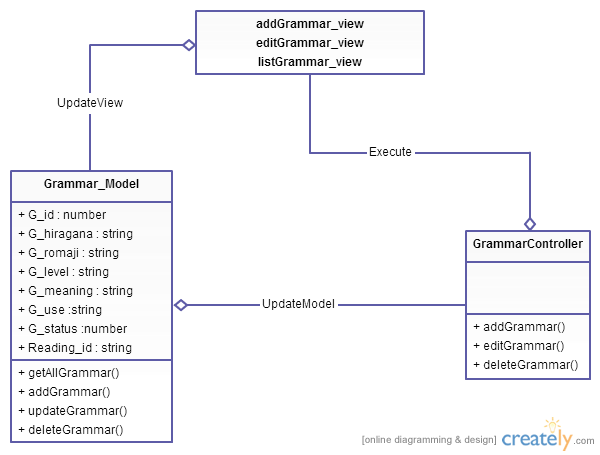 addGrammar_view
editGrammar_view
listGrammar_view
UpdateView
Execute
Grammar_Model
+ G_id : number
+ G_hiragana : string
+ G_romaji : string
+ G_level : string
+ G_meaning : string
+ G_use :string
+ G_status :number
+ Reading_id : string
+ getAllGrammar()
+ addGrammar()
+ updateGrammar()
+ deleteGrammar()
UpdateModel
GrammarController
+ addGrammar()
+ editGrammar()
+ deleteGrammar()
[online diagramming & design] creately.com